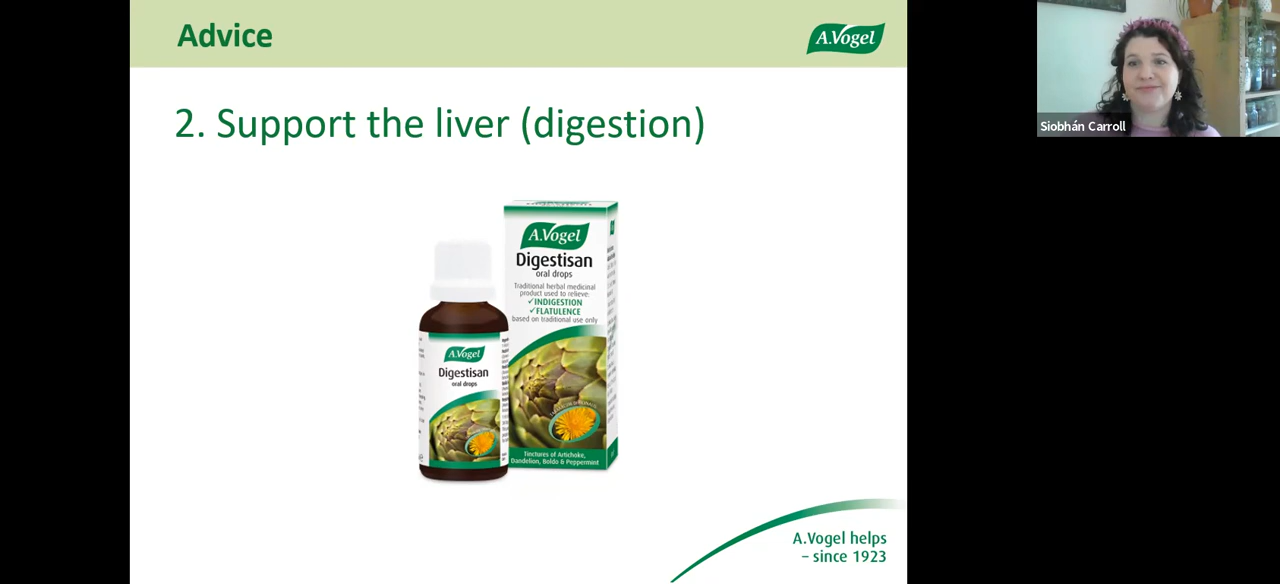 Advice
A.Vogel
Siobhán Carroll
2. Support the liver (digestion)
A.Vogel
Digestisan
oral drops
Traditional herbal medicinal
product used to relieve:
✓INDIGESTION
✓FLATULENCE
based on traditional use only
Tinctures of Artichoke,
Dandelion, Boldo & Peppermint
A.Vogel
Digestisan
oral drops
A.Vogel helps
– since 1923